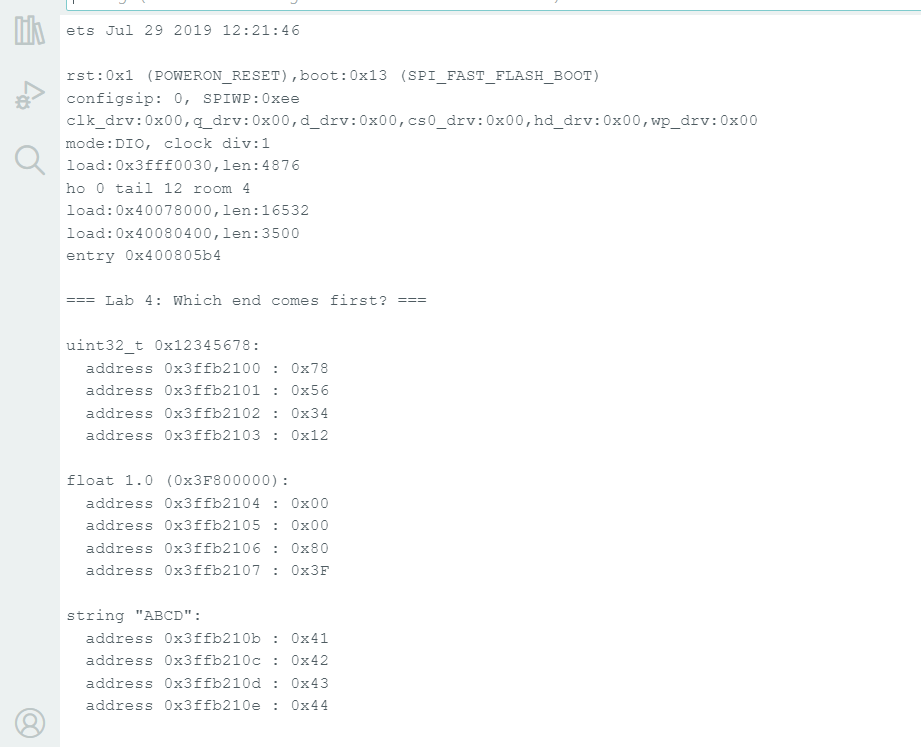 ets Jul 29 2019 12:21:46
rst:0x1 (POWERON_RESET),boot:0x13 (SPI_FAST_FLASH_BOOT)
configsip: 0, SPIWP:0xee
clk_drv:0x00,q_drv:0x00,d_drv:0x00,cs0_drv:0x00,hd_drv:0x00,wp_drv:0x00
mode:DIO, clock div:1
load:0x3fff0030,len:4876
ho 0 tail 12 room 4
load:0x40078000,len:16532
load:0x40080400,len:3500
entry 0x400805b4
=== Lab 4: Which end comes first? ===
uint32_t 0x12345678:
  address 0x3ffb2100 : 0x78
  address 0x3ffb2101 : 0x56
  address 0x3ffb2102 : 0x34
  address 0x3ffb2103 : 0x12
float 1.0 (0x3F800000):
  address 0x3ffb2104 : 0x00
  address 0x3ffb2105 : 0x00
  address 0x3ffb2106 : 0x80
  address 0x3ffb2107 : 0x3F
string "ABCD":
  address 0x3ffb210b : 0x41
  address 0x3ffb210c : 0x42
  address 0x3ffb210d : 0x43
  address 0x3ffb210e : 0x44